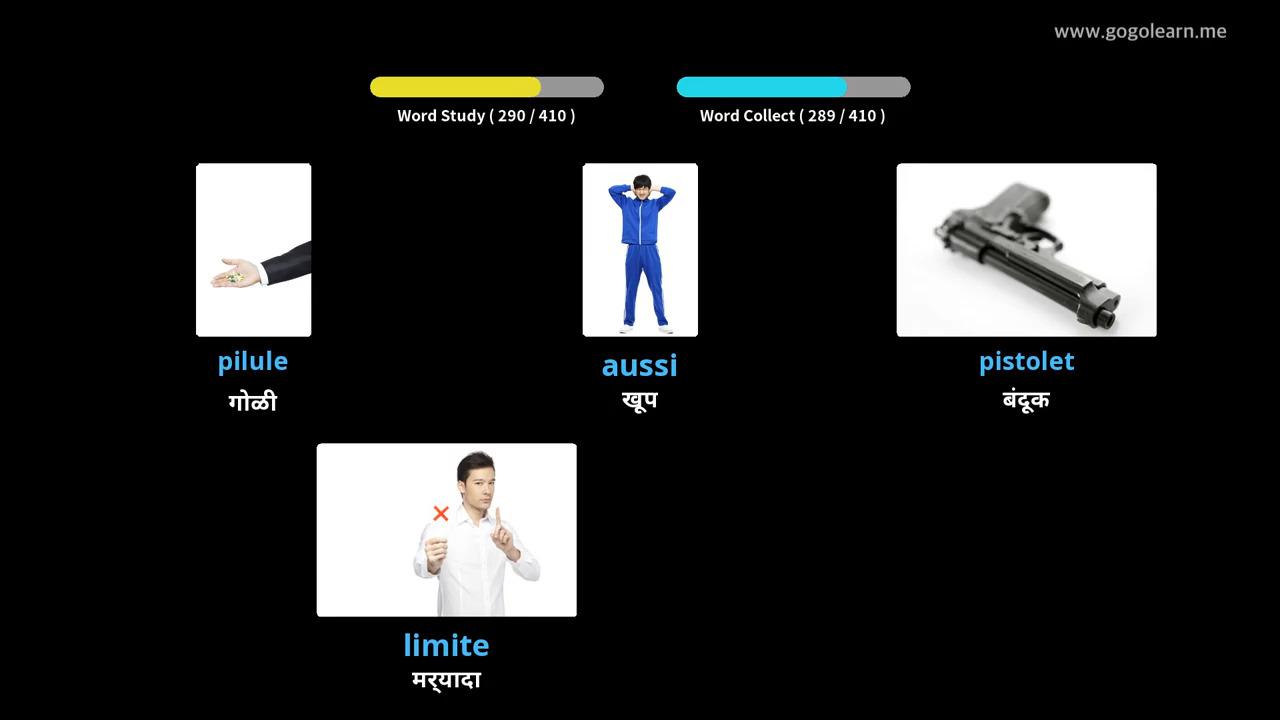 www.gogolearn.me
Word Study ( 290 / 410 )
Word Collect ( 289 / 410 )
pilule
गोळी
aussi
खूप
pistolet
बंदूक
limite
मर्‍यादा